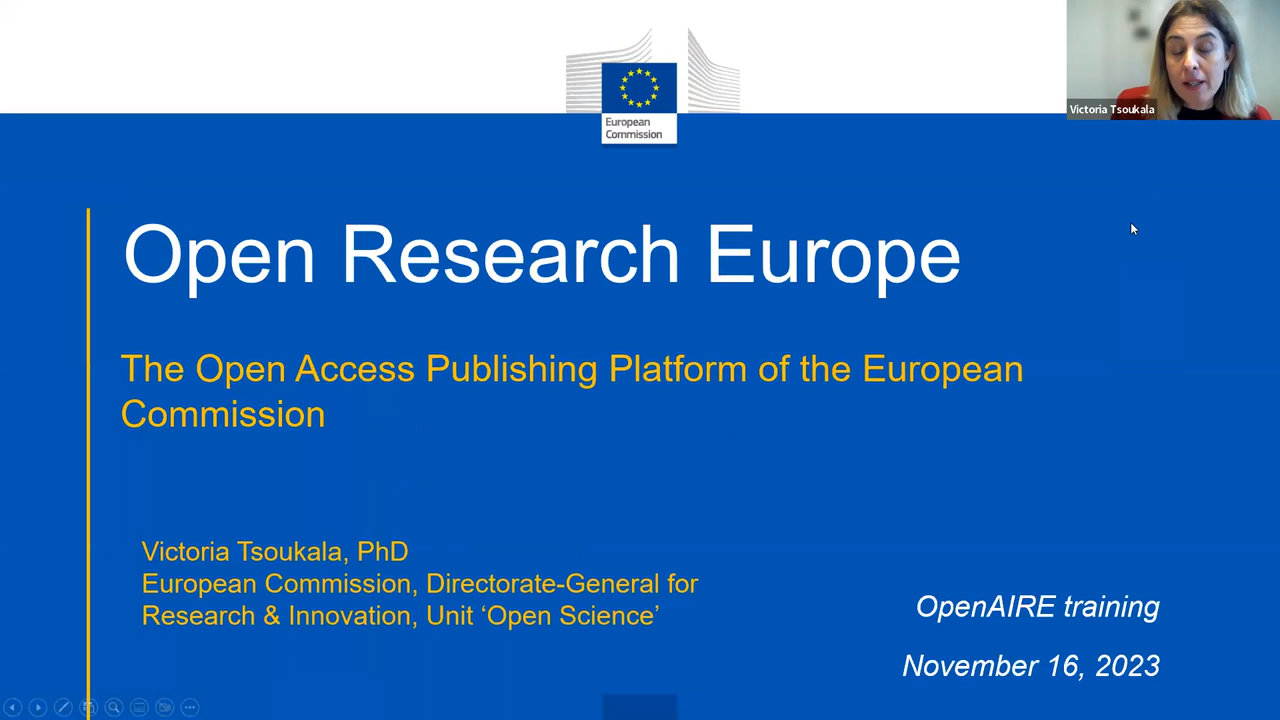 European
Commission
Victoria Tsoukala
Open Research Europe
The Open Access Publishing Platform of the European
Commission
Victoria Tsoukala, PhD
European Commission, Directorate-General for
Research & Innovation, Unit ‘Open Science’
OpenAIRE training
November 16, 2023